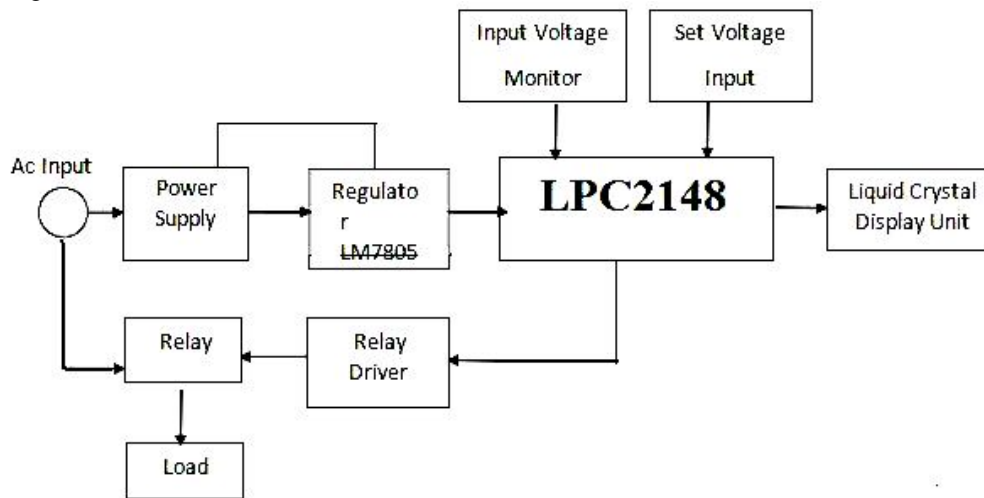 Input Voltage
Monitor
Set Voltage
Input
Ac Input
Power
Supply
Regulato
r
LM7805
LPC2148
Liquid Crystal
Display Unit
Relay
Relay
Driver
Load